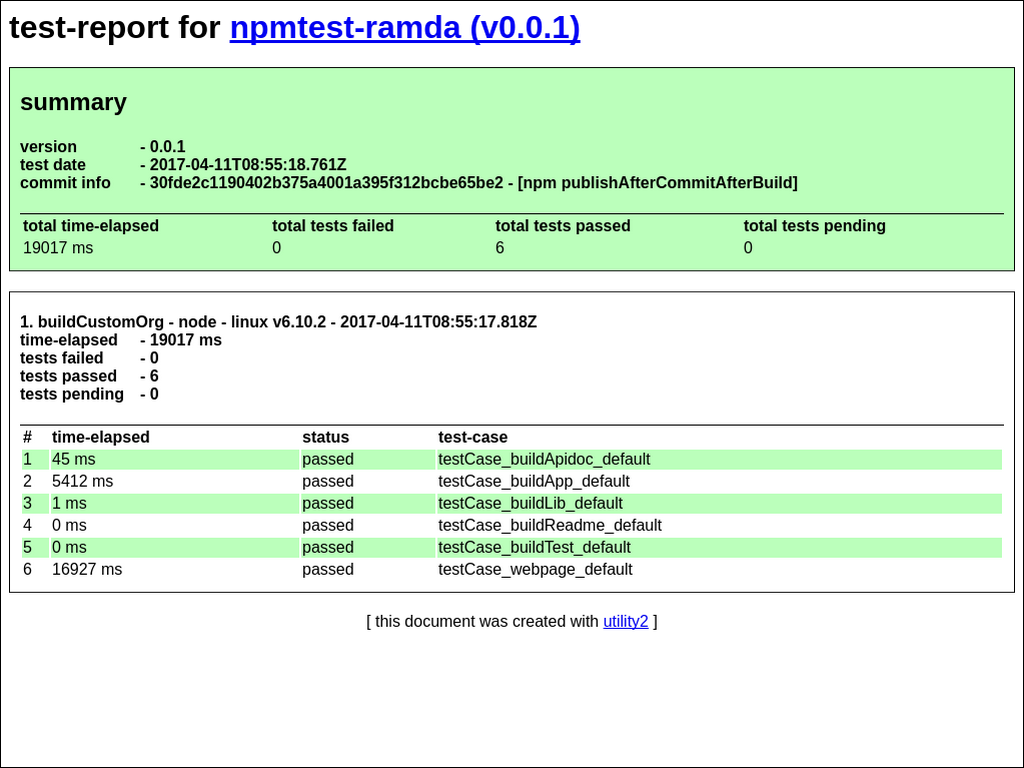 test-report for npmtest-ramda (v0.0.1)
summary
version - 0.0.1
test date - 2017-04-11T08:55:18.761Z
commit info - 30fde2c1190402b375a4001a395f312bcbe65be2 - [npm publishAfterCommitAfterBuild]
total time-elapsed total tests failed total tests passed total tests pending
19017 ms 0 6 0
1. buildCustomOrg - node - linux v6.10.2 - 2017-04-11T08:55:17.818Z
time-elapsed - 19017 ms
tests failed - 0
tests passed - 6
tests pending - 0
# time-elapsed status test-case
1 45 ms passed testCase_buildApidoc_default
2 5412 ms passed testCase_buildApp_default
3 1 ms passed testCase_buildLib_default
4 0 ms passed testCase_buildReadme_default
5 0 ms passed testCase_buildTest_default
6 16927 ms passed testCase_webpage_default
[ this document was created with utility2 ]